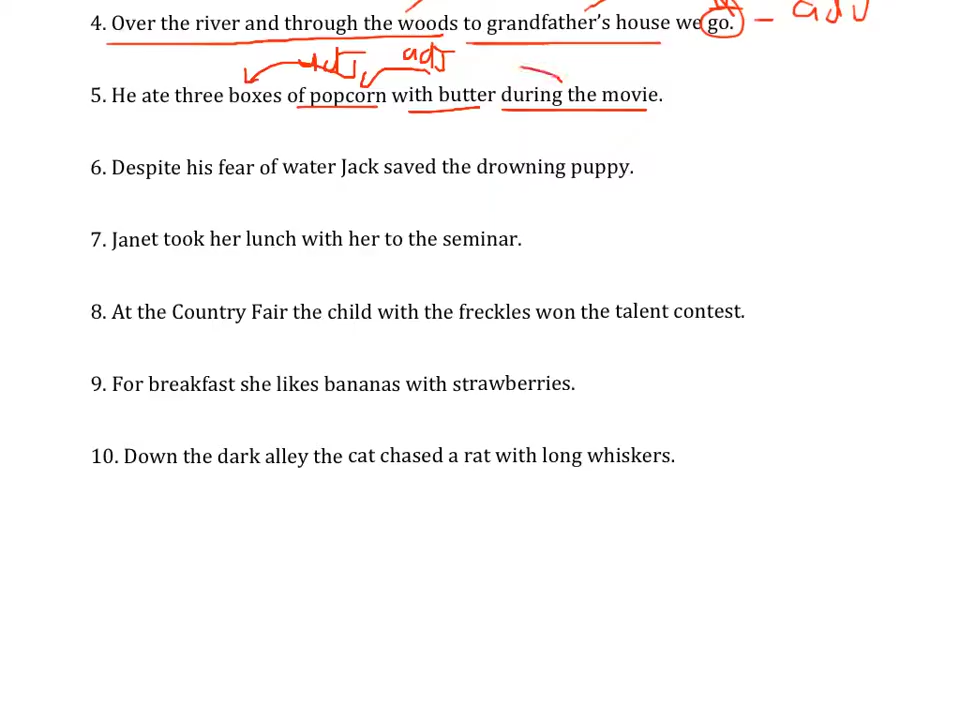 4. Over the river and through the woods to grandfather's house we go. – adv
adj adj
5. He ate three boxes of popcorn with butter during the movie.
6. Despite his fear of water Jack saved the drowning puppy.
7. Janet took her lunch with her to the seminar.
8. At the Country Fair the child with the freckles won the talent contest.
9. For breakfast she likes bananas with strawberries.
10. Down the dark alley the cat chased a rat with long whiskers.